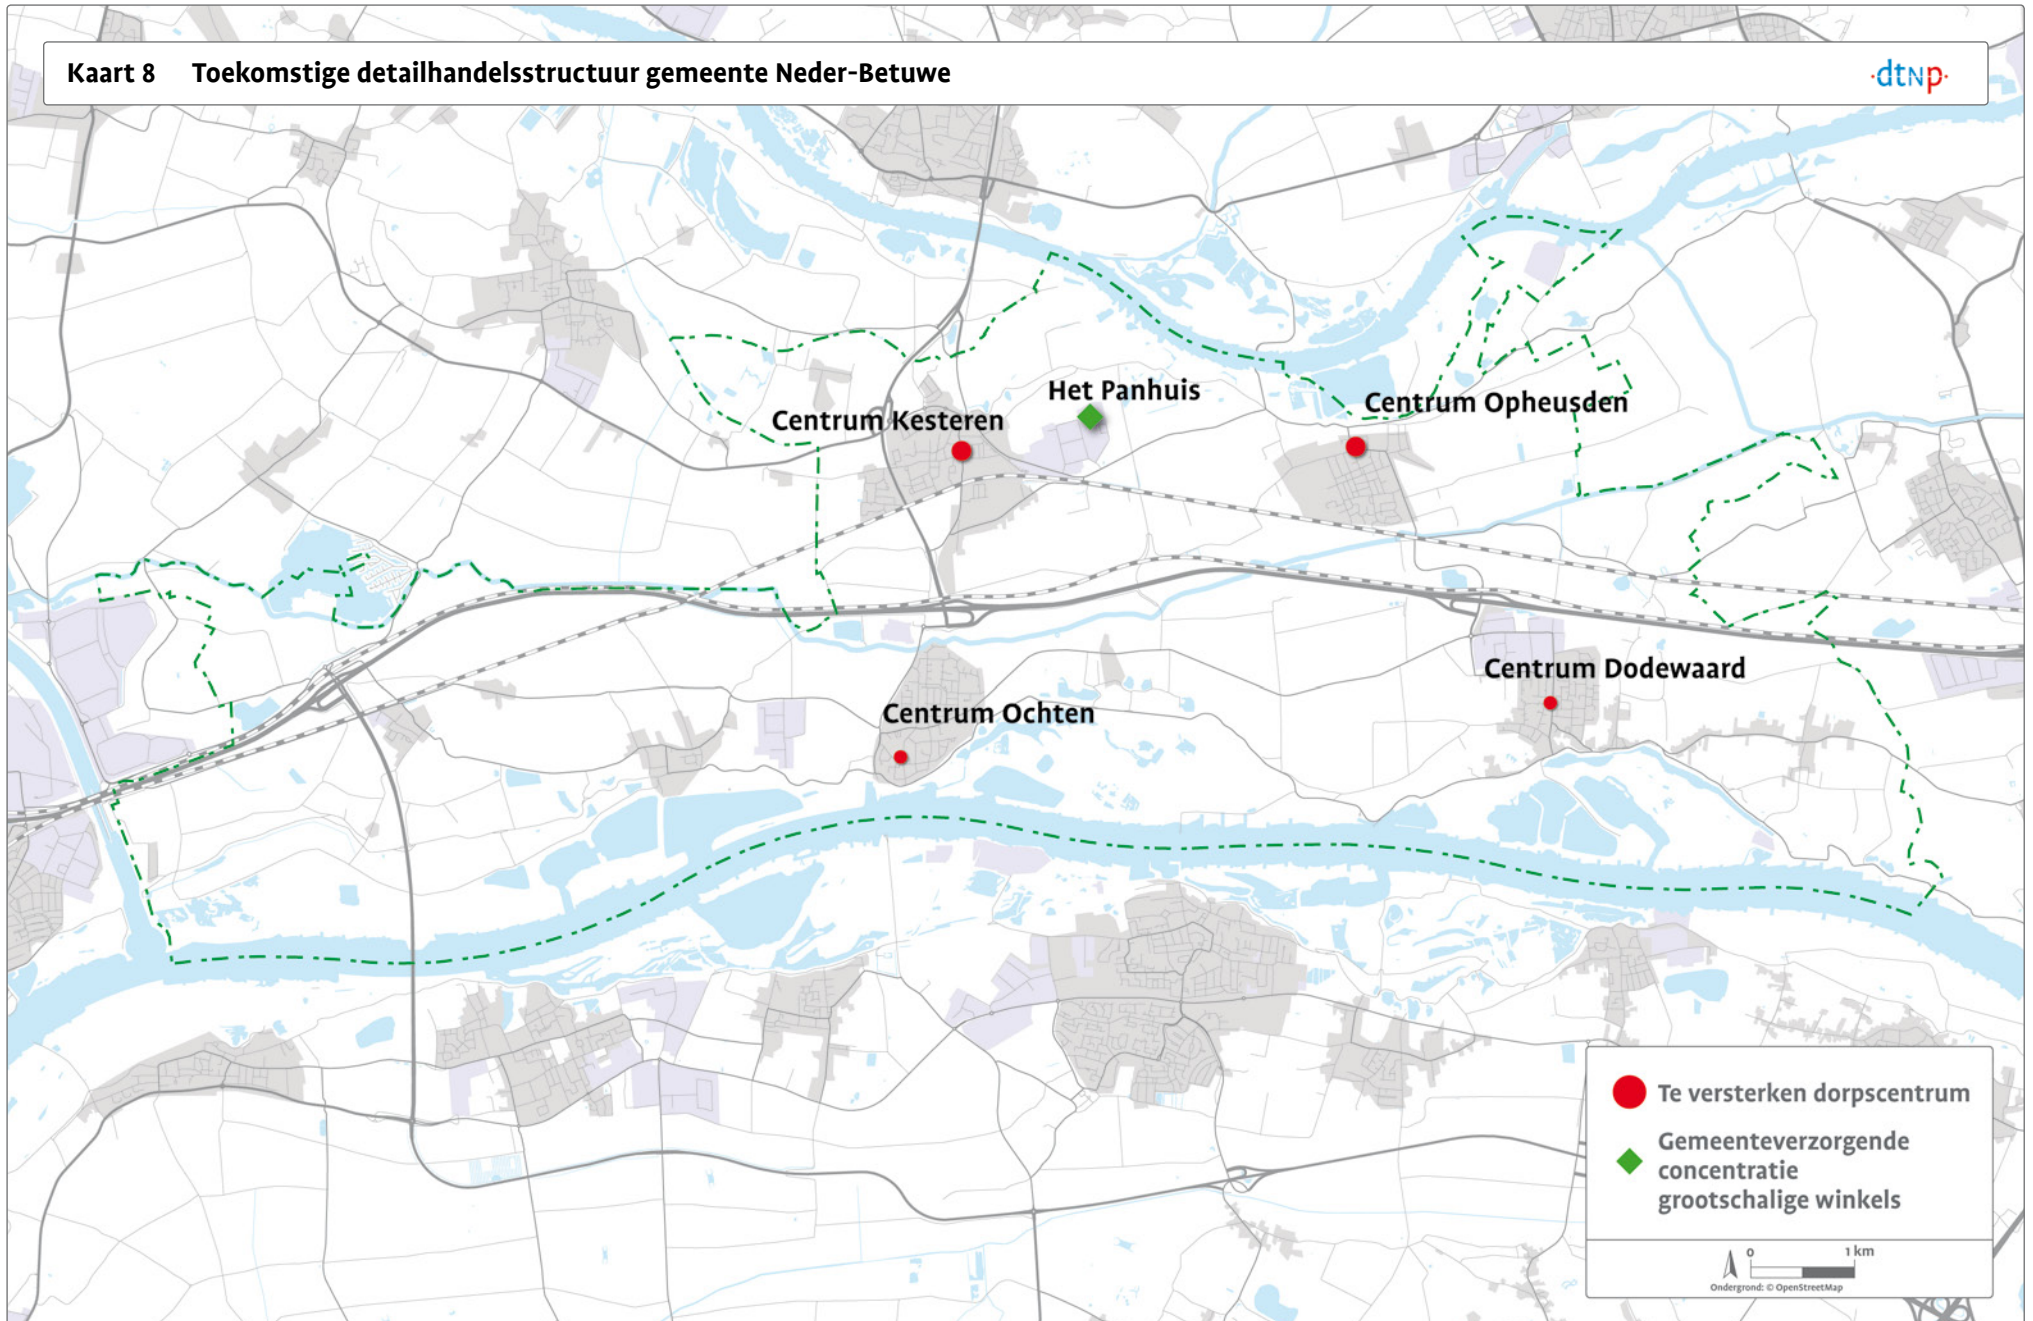 Kaart 8 Toekomstige detailhandelsstructuur gemeente Neder-Betuwe
·dtNp·
Het Panhuis
Centrum Kesteren
Centrum Opheusden
Centrum Dodewaard
Centrum Ochten
Te versterken dorpscentrum
Gemeenteverzorgende
concentratie
grootschalige winkels
0 1 km
Ondergrond: © OpenStreetMap